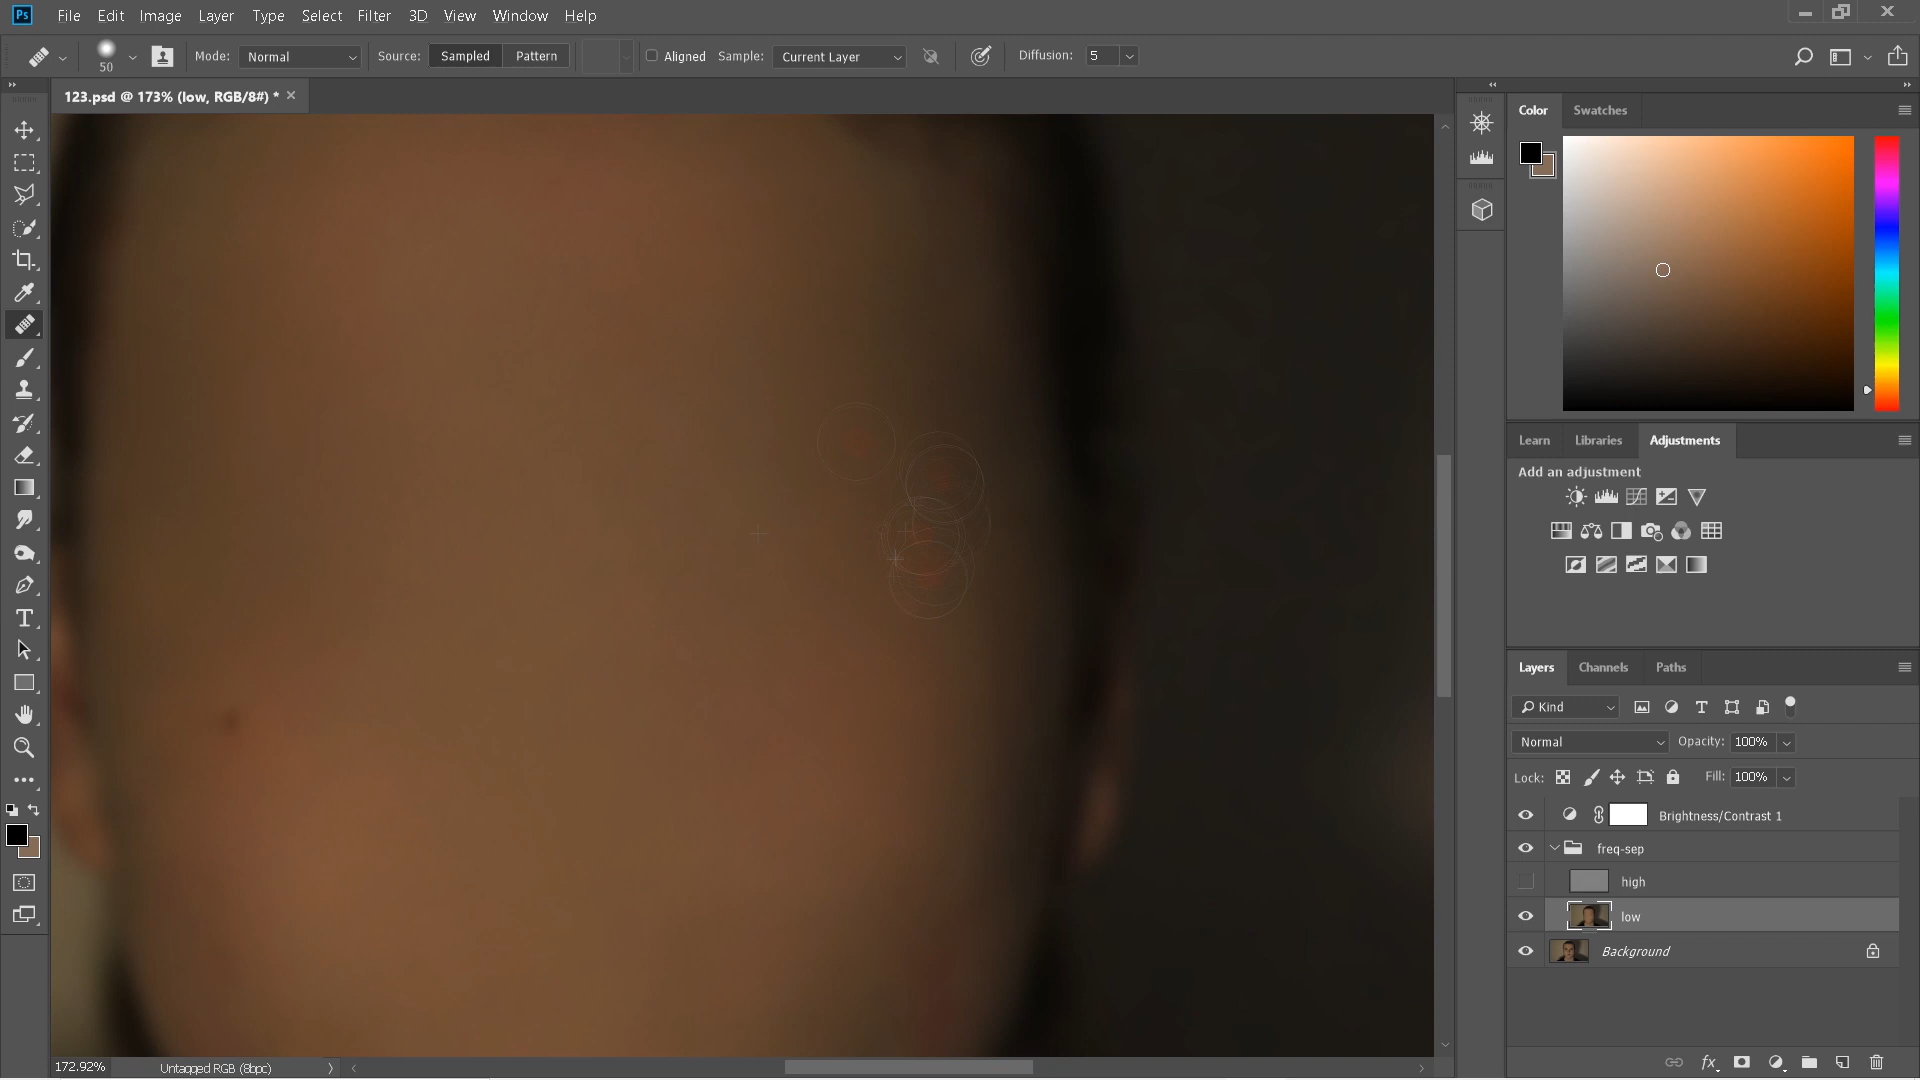 Ps File Edit Image Layer Type Select Filter 3D View Window Help
50 Mode: Normal Source: Sampled Pattern Aligned Sample: Current Layer Diffusion: 5
123.psd @ 173% (low, RGB/8#) *
Color Swatches
Learn Libraries Adjustments
Add an adjustment
Layers Channels Paths
Kind
Normal Opacity: 100%
Lock: Fill: 100%
Brightness/Contrast 1
freq-sep
high
low
Background
fx
172.92% Untagged RGB (8bpc)